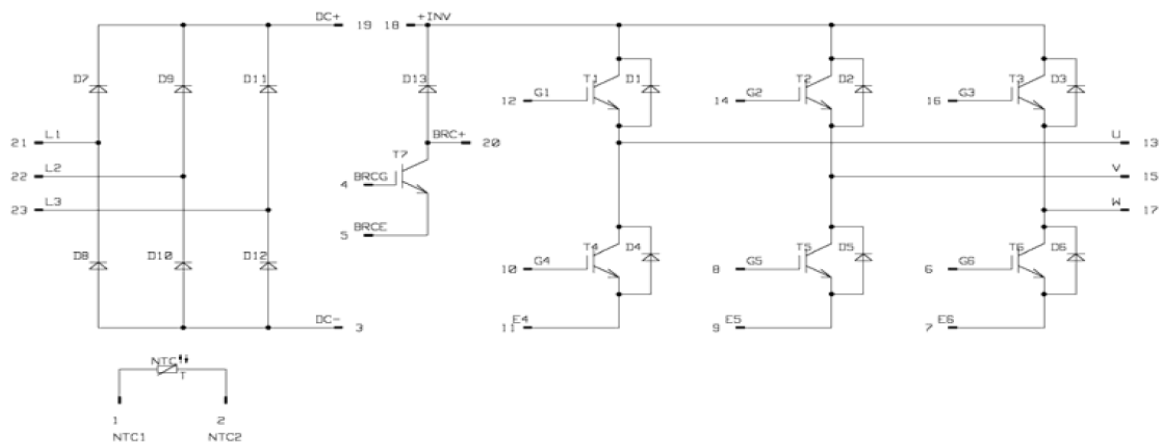 DC+ 19 18 +INV
D7 D9 D11 D13 T1 D1 T2 D2 T3 D3
12 G1 14 G2 16 G3
21 L1 BRC+ 20 U 13
22 L2 T7 V 15
4 BRCG
23 L3 W 17
5 BRCE
D8 D10 D12 T4 D4 T5 D5 T6 D6
10 G4 8 G5 6 G6
DC- 3 11 E4 9 E5 7 E6
NTC
T
1 2
NTC1 NTC2